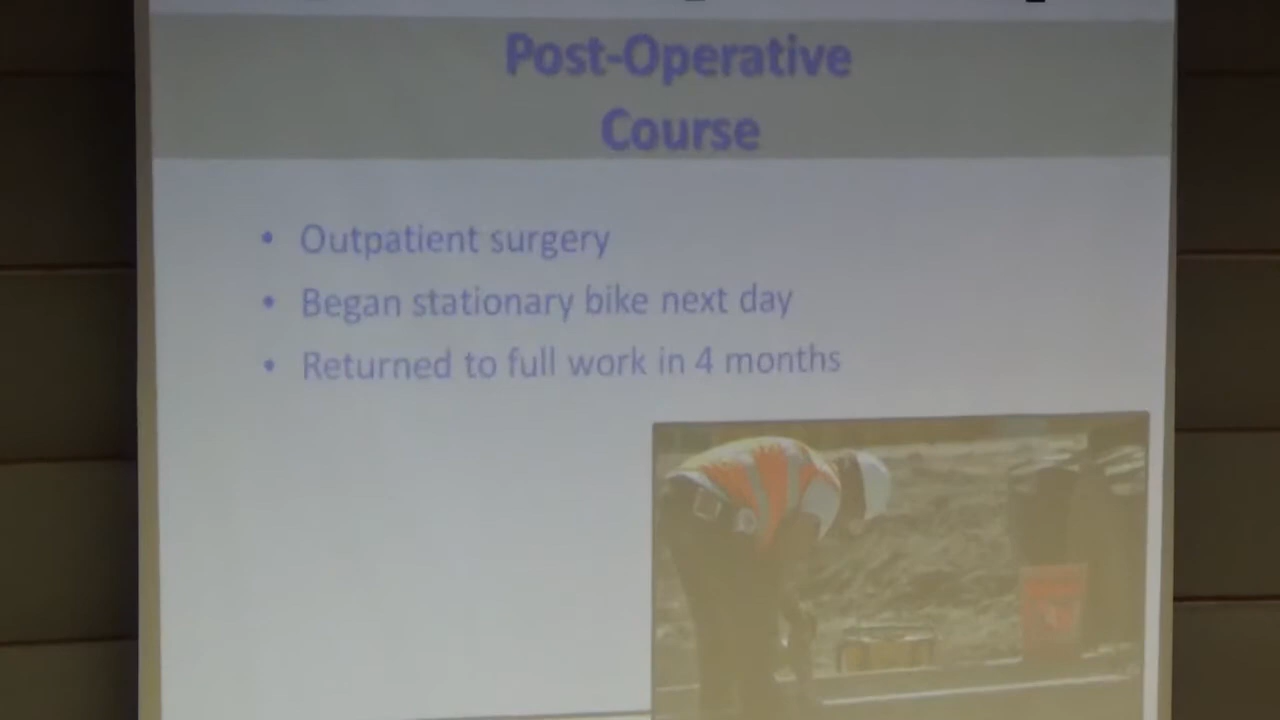 Post-Operative
Course
• Outpatient surgery
• Began stationary bike next day
• Returned to full work in 4 months